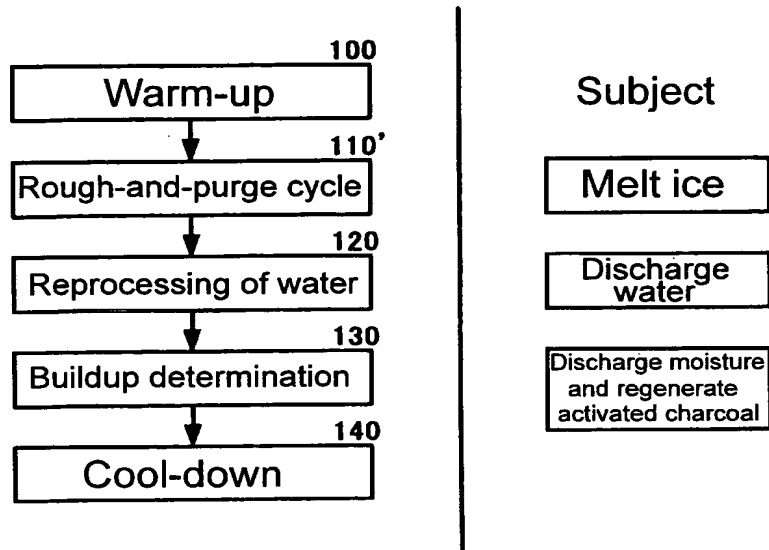 100
Warm-up
110'
Rough-and-purge cycle
120
Reprocessing of water
130
Buildup determination
140
Cool-down
Subject
Melt ice
Discharge
water
Discharge moisture
and regenerate
activated charcoal